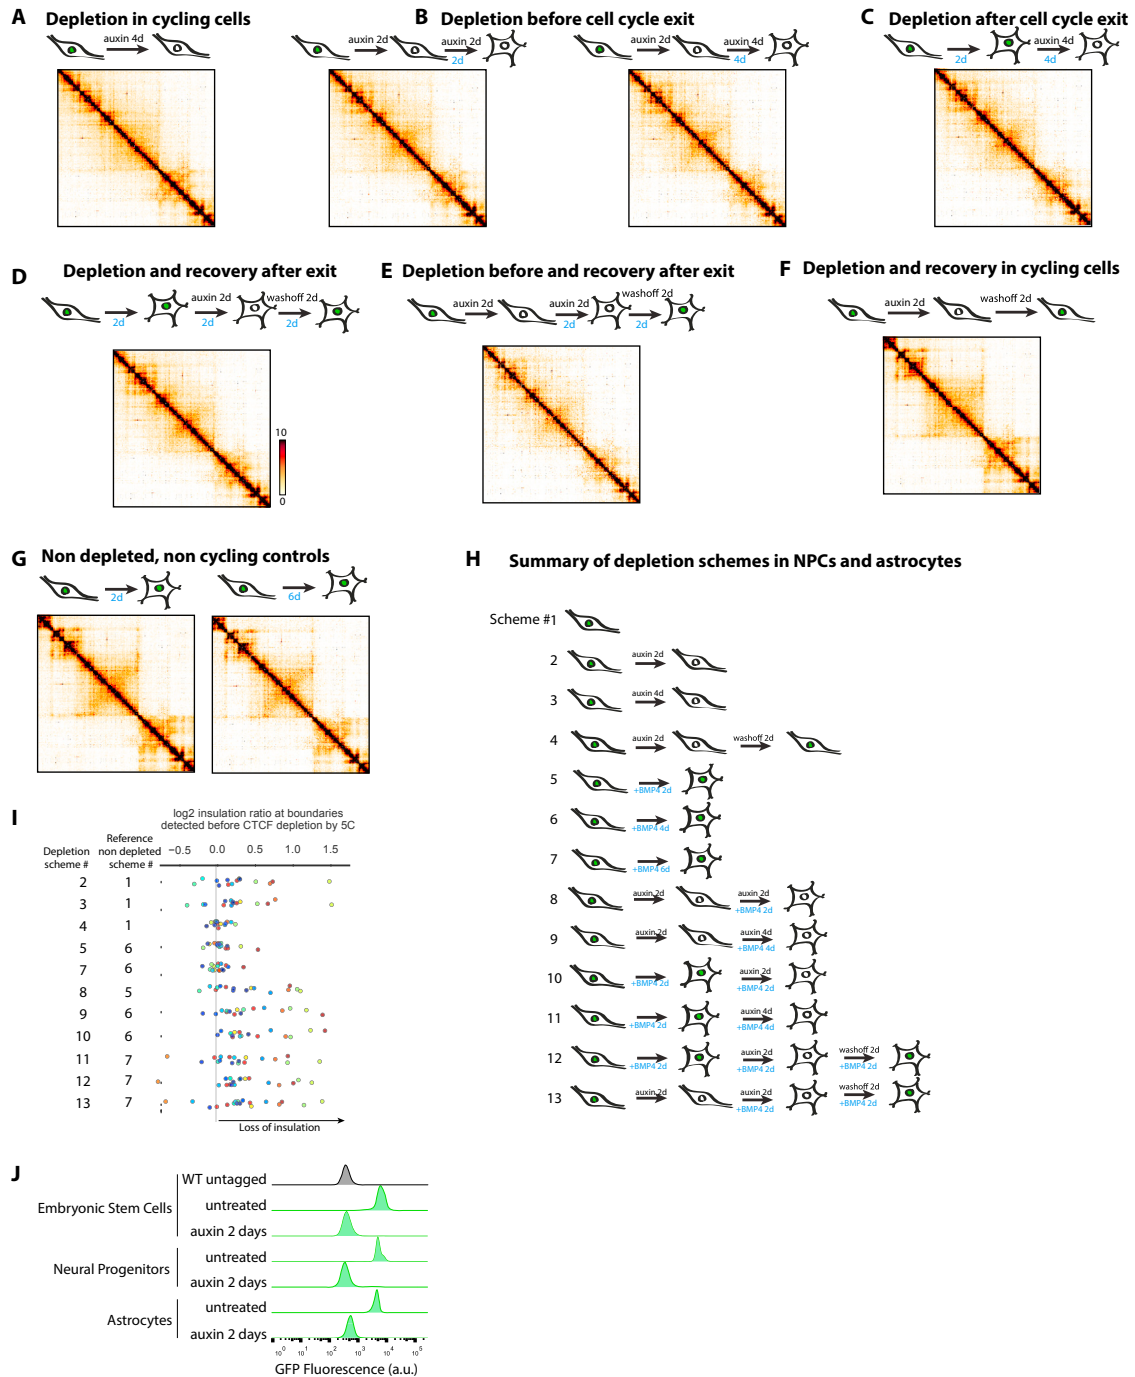 A Depletion in cycling cells
auxin 4d
B Depletion before cell cycle exit
auxin 2d
auxin 2d
2d
auxin 2d
auxin 4d
4d
C Depletion after cell cycle exit
2d
auxin 4d
4d
D Depletion and recovery after exit
2d
auxin 2d
2d
washoff 2d
2d
10
0
E Depletion before and recovery after exit
auxin 2d
auxin 2d
2d
washoff 2d
2d
F Depletion and recovery in cycling cells
auxin 2d
washoff 2d
G Non depleted, non cycling controls
2d
6d
H Summary of depletion schemes in NPCs and astrocytes
Scheme #1
2 auxin 2d
3 auxin 4d
4 auxin 2d washoff 2d
5 +BMP4 2d
6 +BMP4 4d
7 +BMP4 6d
8 auxin 2d auxin 2d
+BMP4 2d
9 auxin 2d auxin 4d
+BMP4 4d
10 auxin 2d
+BMP4 2d +BMP4 2d
11 auxin 4d
+BMP4 2d +BMP4 4d
12 auxin 2d washoff 2d
+BMP4 2d +BMP4 2d +BMP4 2d
13 auxin 2d auxin 2d washoff 2d
+BMP4 2d +BMP4 2d
I
log2 insulation ratio at boundaries
detected before CTCF depletion by 5C
Depletion
scheme #
Reference
non depleted
scheme #
−0.5 0.0 0.5 1.0 1.5
2 1
3 1
4 1
5 6
7 6
8 5
9 6
10 6
11 7
12 7
13 7
Loss of insulation
J
Embryonic Stem Cells
WT untagged
untreated
auxin 2 days
Neural Progenitors
untreated
auxin 2 days
Astrocytes
untreated
auxin 2 days
10^0 10^1 10^2 10^3 10^4 10^5
GFP Fluorescence (a.u.)